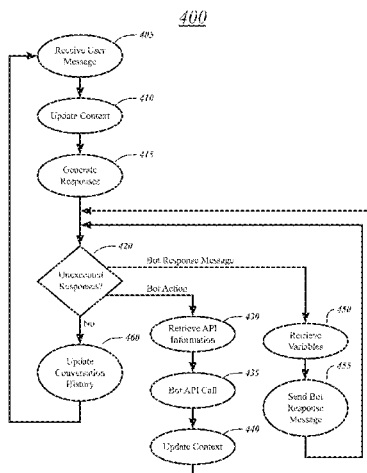 400
405
Receive User
Message
410
Update Context
415
Generate
Responses
420
Unexecuted
Responses?
Bot Response Message
Bot Action
No
430
Retrieve API
Information
450
Retrieve
Variables
460
Update
Conversation
History
435
Bot API Call
455
Send Bot
Response
Message
440
Update Context